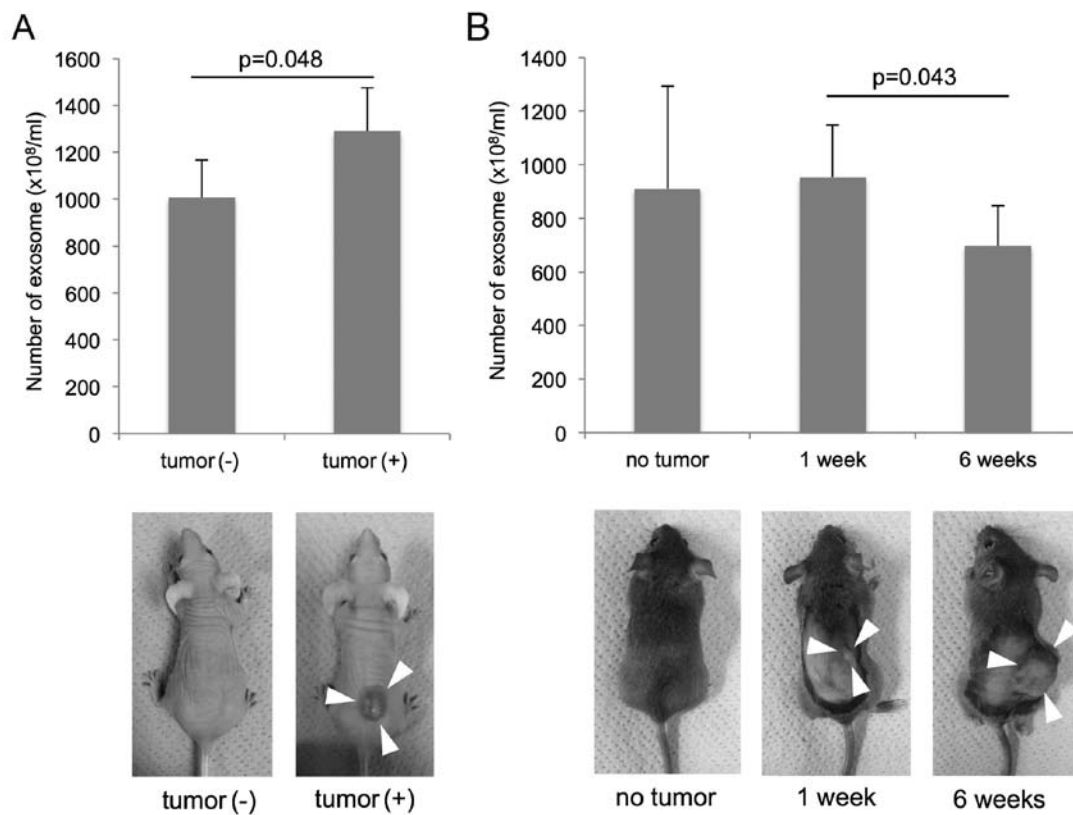 A
Number of exosome (x10⁸/ml)
1600
1400
1200
1000
800
600
400
200
0
p=0.048
tumor (-)
tumor (+)
tumor (-)
tumor (+)
B
Number of exosome (x10⁸/ml)
1400
1200
1000
800
600
400
200
0
p=0.043
no tumor
1 week
6 weeks
no tumor
1 week
6 weeks